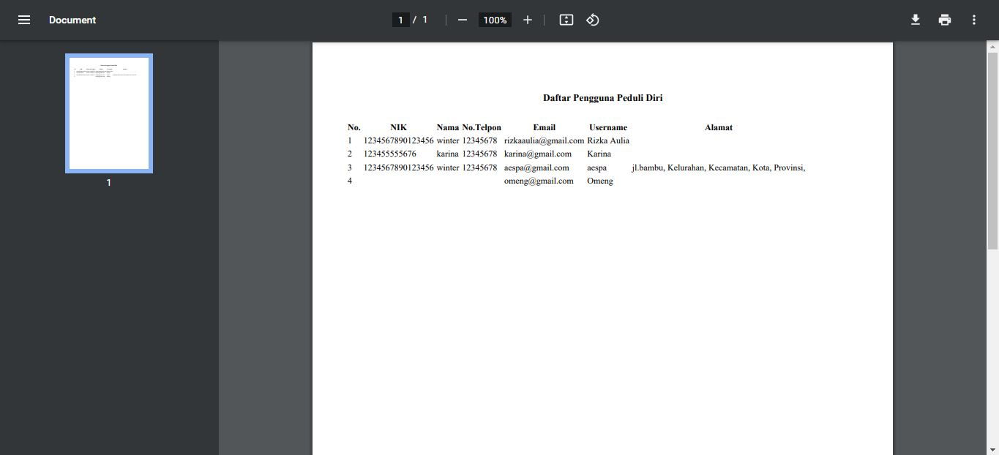 Document
1 / 1
100%
1
Daftar Pengguna Peduli Diri
No. NIK Nama No.Telpon Email Username Alamat
1 1234567890123456 winter 12345678 rizkaaulia@gmail.com Rizka Aulia
2 123455555676 karina 12345678 karina@gmail.com Karina
3 1234567890123456 winter 12345678 aespa@gmail.com aespa jl.bambu, Kelurahan, Kecamatan, Kota, Provinsi,
4 omeng@gmail.com Omeng